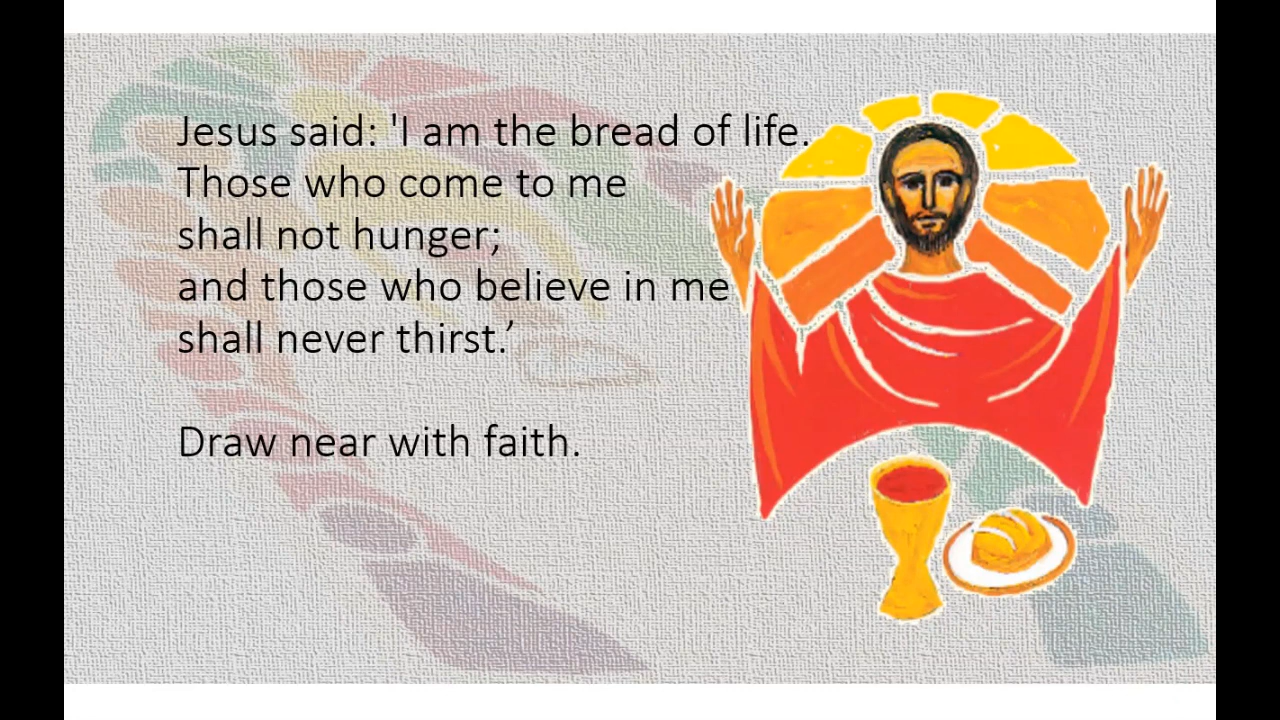 Jesus said: 'I am the bread of life.
Those who come to me
shall not hunger;
and those who believe in me
shall never thirst.’
Draw near with faith.